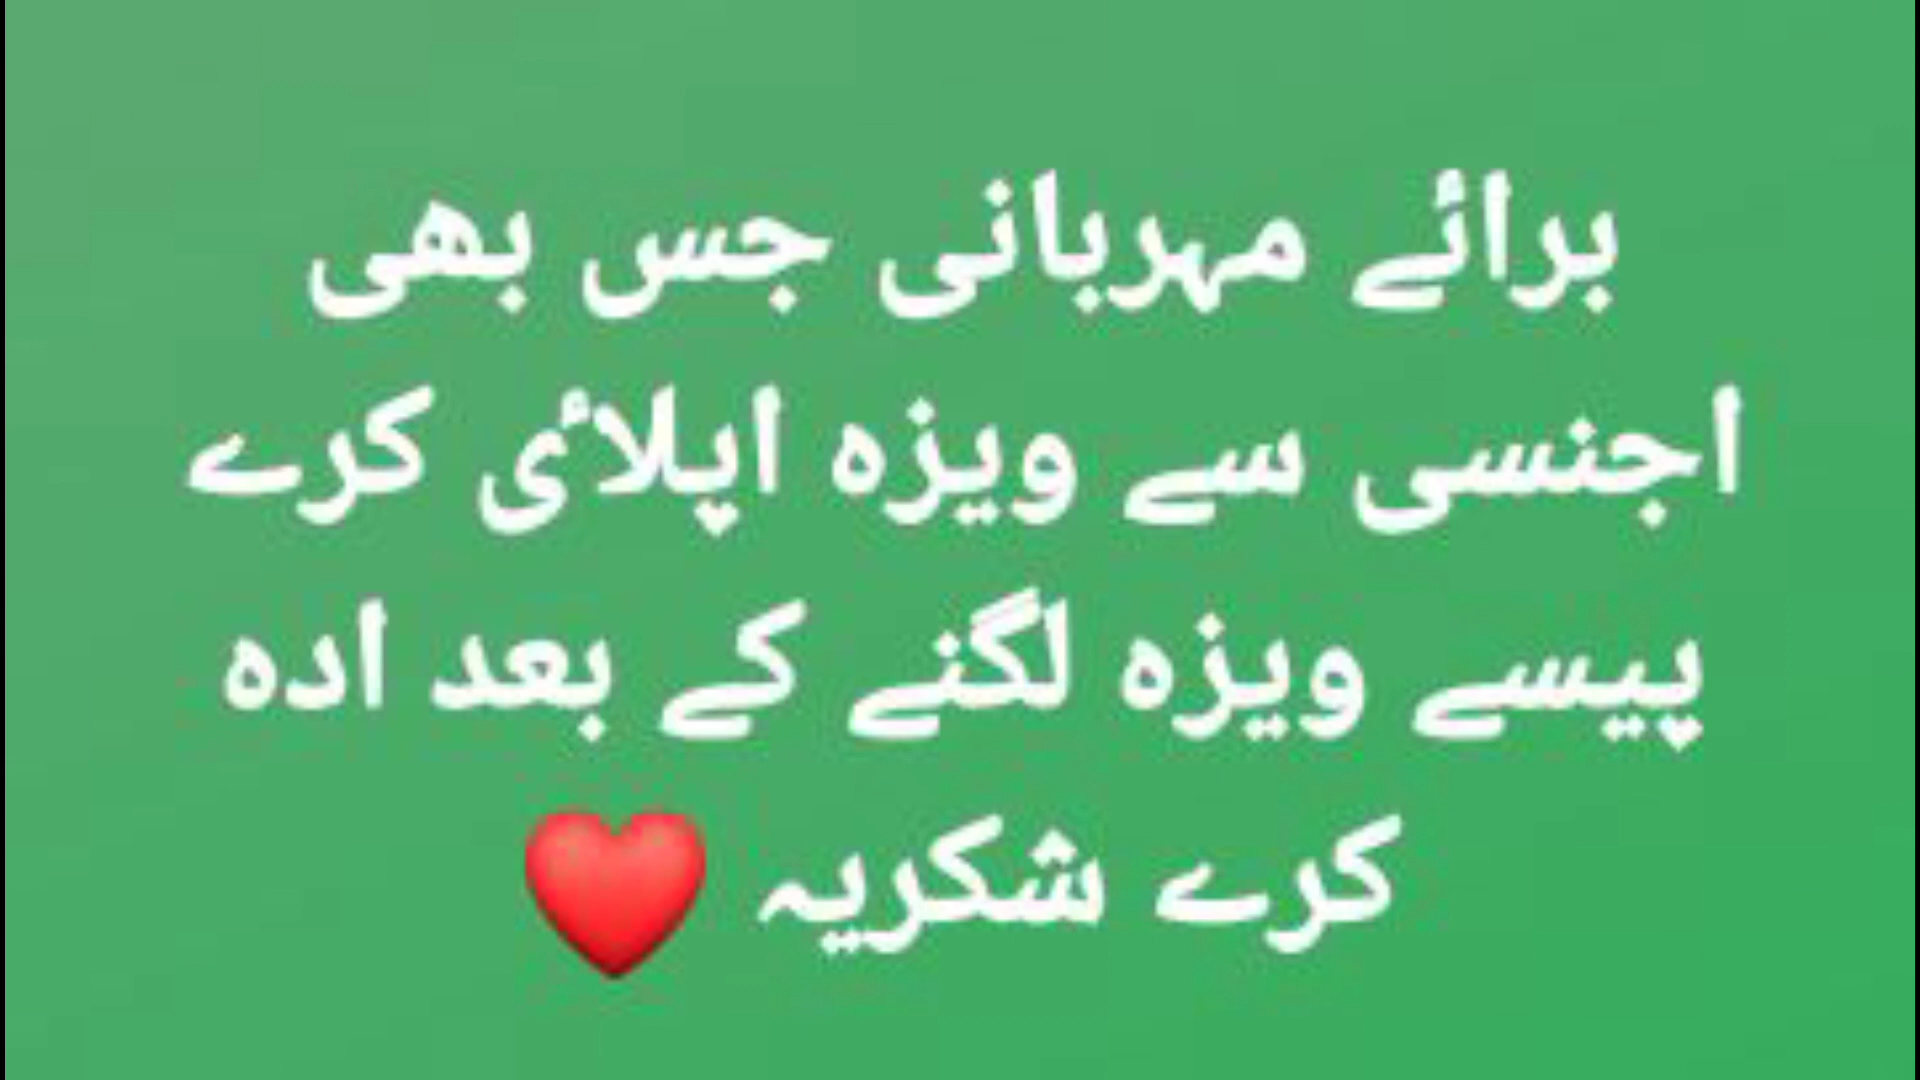 برائے مہربانی جس بھی
اجنسی سے ویزہ اپلائی کرے
پیسے ویزہ لگنے کے بعد ادہ
کرے شکریہ ❤️